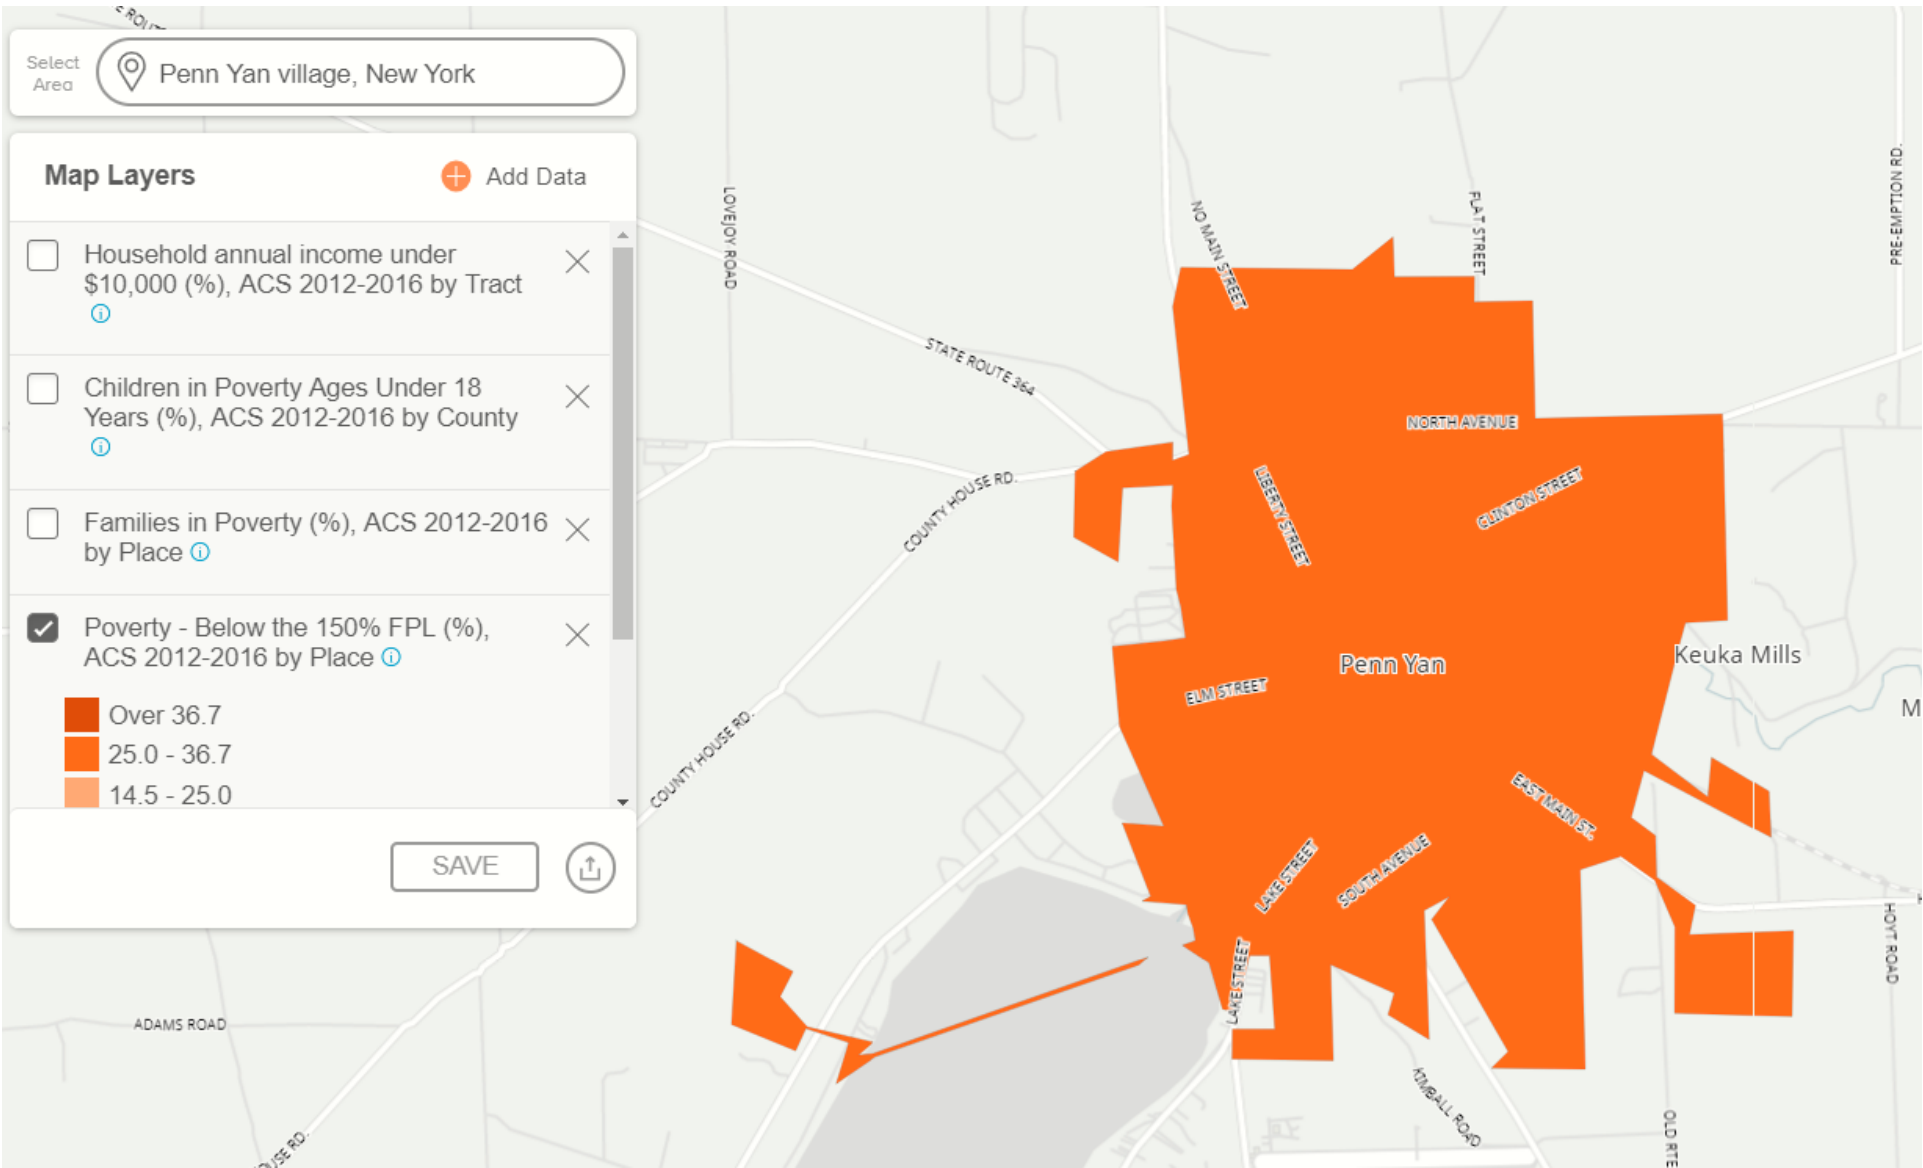 Select
Area
Penn Yan village, New York
Map Layers
Add Data
Household annual income under
$10,000 (%), ACS 2012-2016 by Tract
Children in Poverty Ages Under 18
Years (%), ACS 2012-2016 by County
Families in Poverty (%), ACS 2012-2016
by Place
Poverty - Below the 150% FPL (%),
ACS 2012-2016 by Place
Over 36.7
25.0 - 36.7
14.5 - 25.0
SAVE
LOVEJOY ROAD
NO MAIN STREET
FLAT STREET
PRE-EMPTION RD.
STATE ROUTE 364
NORTH AVENUE
COUNTY HOUSE RD.
LIBERTY STREET
CLINTON STREET
Penn Yan
Keuka Mills
ELM STREET
COUNTY HOUSE RD.
EAST MAIN ST.
LAKE STREET
SOUTH AVENUE
LAKE STREET
HOYT ROAD
ADAMS ROAD
KIMBALL ROAD
OLD RTE